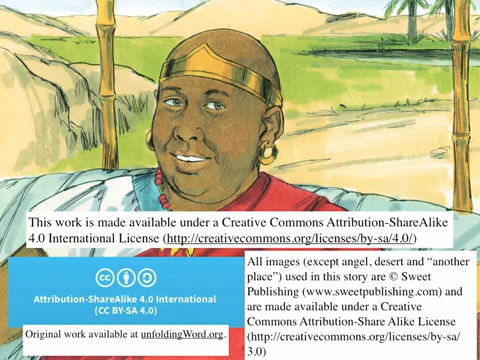 This work is made available under a Creative Commons Attribution-ShareAlike
4.0 International License (http://creativecommons.org/licenses/by-sa/4.0/)
Attribution-ShareAlike 4.0 International
(CC BY-SA 4.0)
Original work available at unfoldingWord.org.
All images (except angel, desert and “another
place”) used in this story are © Sweet
Publishing (www.sweetpublishing.com) and
are made available under a Creative
Commons Attribution-Share Alike License
(http://creativecommons.org/licenses/by-sa/
3.0)